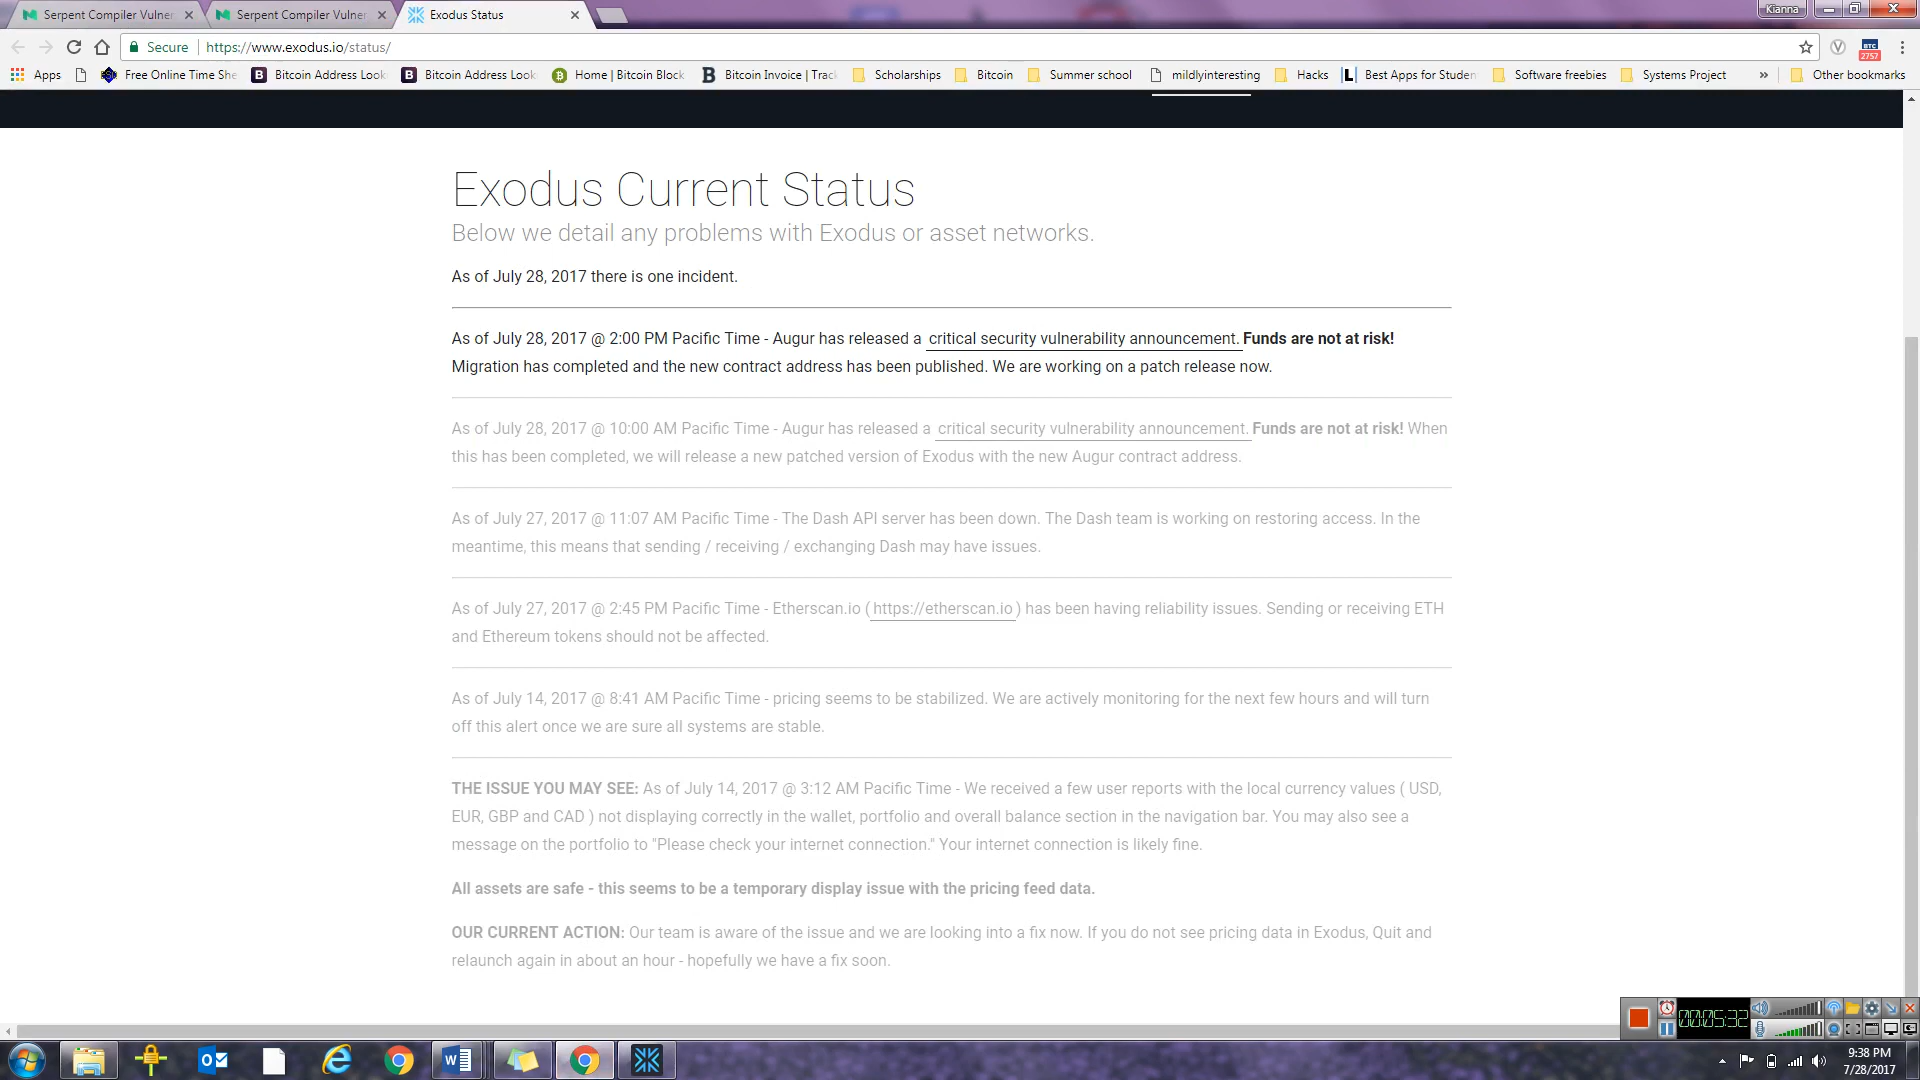 Serpent Compiler Vulner
Serpent Compiler Vulner
Exodus Status
Kianna
Secure
https://www.exodus.io/status/
BTC
2757
Apps
Free Online Time She
Bitcoin Address Look
Bitcoin Address Look
Home | Bitcoin Block
Bitcoin Invoice | Trac
Scholarships
Bitcoin
Summer school
mildlyinteresting
Hacks
Best Apps for Studen
Software freebies
Systems Project
»
Other bookmarks
Exodus Current Status
Below we detail any problems with Exodus or asset networks.
As of July 28, 2017 there is one incident.
As of July 28, 2017 @ 2:00 PM Pacific Time - Augur has released a critical security vulnerability announcement. Funds are not at risk!
Migration has completed and the new contract address has been published. We are working on a patch release now.
As of July 28, 2017 @ 10:00 AM Pacific Time - Augur has released a critical security vulnerability announcement. Funds are not at risk! When
this has been completed, we will release a new patched version of Exodus with the new Augur contract address.
As of July 27, 2017 @ 11:07 AM Pacific Time - The Dash API server has been down. The Dash team is working on restoring access. In the
meantime, this means that sending / receiving / exchanging Dash may have issues.
As of July 27, 2017 @ 2:45 PM Pacific Time - Etherscan.io (https://etherscan.io) has been having reliability issues. Sending or receiving ETH
and Ethereum tokens should not be affected.
As of July 14, 2017 @ 8:41 AM Pacific Time - pricing seems to be stabilized. We are actively monitoring for the next few hours and will turn
off this alert once we are sure all systems are stable.
THE ISSUE YOU MAY SEE: As of July 14, 2017 @ 3:12 AM Pacific Time - We received a few user reports with the local currency values ( USD,
EUR, GBP and CAD ) not displaying correctly in the wallet, portfolio and overall balance section in the navigation bar. You may also see a
message on the portfolio to "Please check your internet connection." Your internet connection is likely fine.
All assets are safe - this seems to be a temporary display issue with the pricing feed data.
OUR CURRENT ACTION: Our team is aware of the issue and we are looking into a fix now. If you do not see pricing data in Exodus, Quit and
relaunch again in about an hour - hopefully we have a fix soon.
00:05:32
9:38 PM
7/28/2017